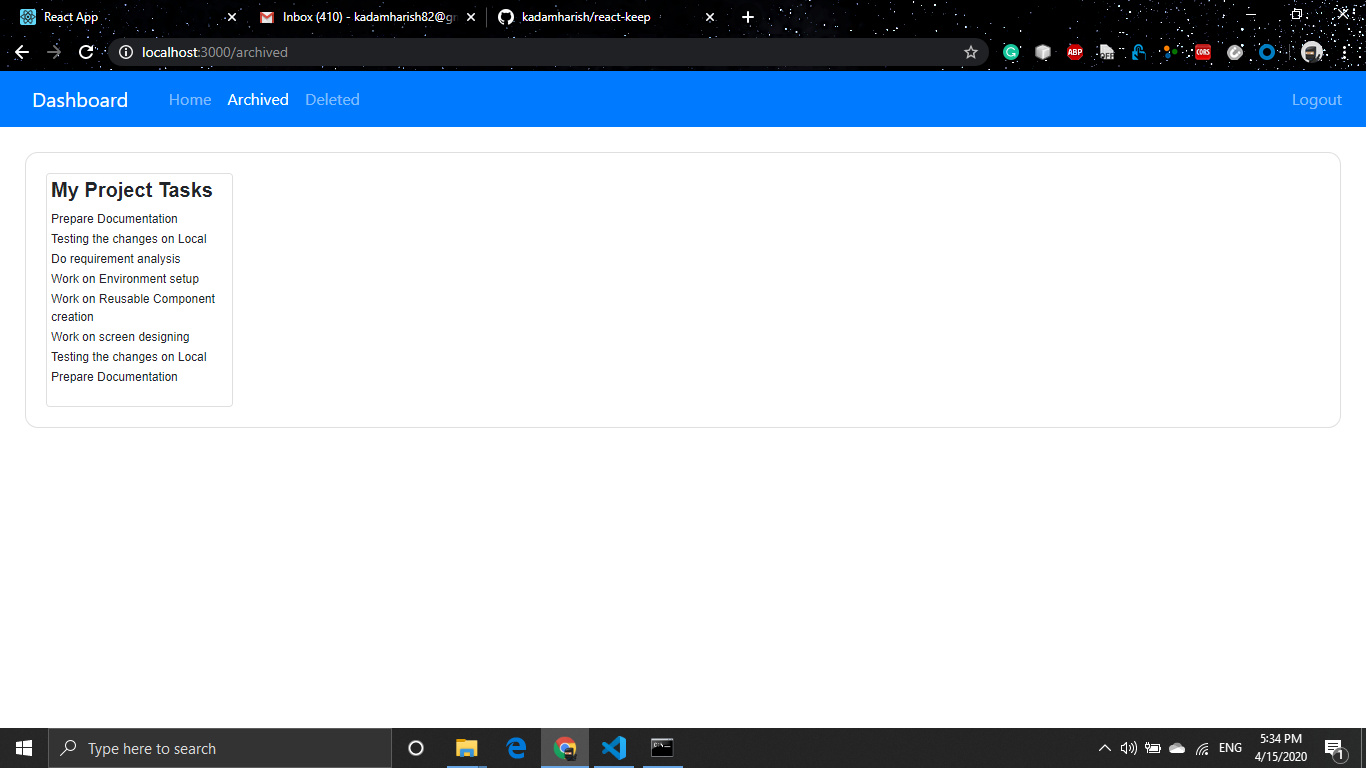 React App
Inbox (410) - kadamharish82@g
kadamharish/react-keep
localhost:3000/archived
ABP
OFF
CORS
Dashboard
Home
Archived
Deleted
Logout
My Project Tasks
Prepare Documentation
Testing the changes on Local
Do requirement analysis
Work on Environment setup
Work on Reusable Component
creation
Work on screen designing
Testing the changes on Local
Prepare Documentation
Type here to search
ENG
5:34 PM
4/15/2020
1